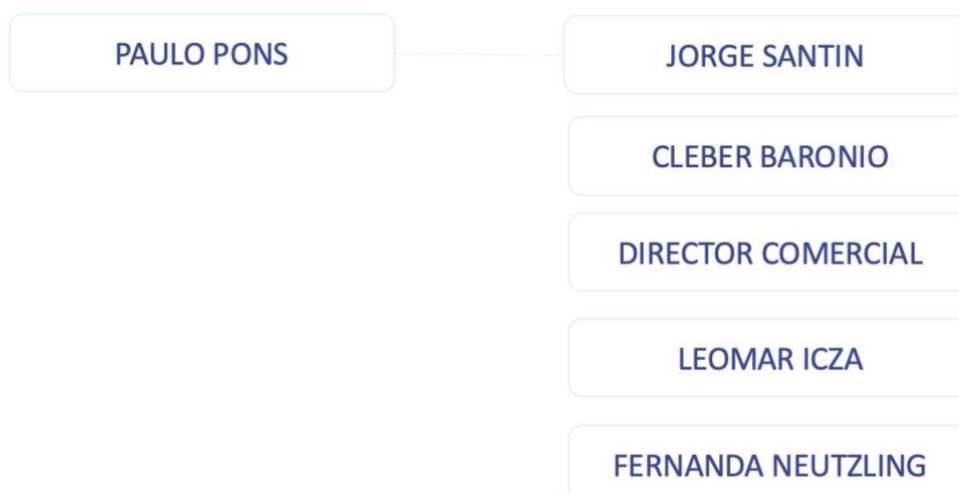 PAULO PONS
JORGE SANTIN
CLEBER BARONIO
DIRECTOR COMERCIAL
LEOMAR ICZA
FERNANDA NEUTZLING